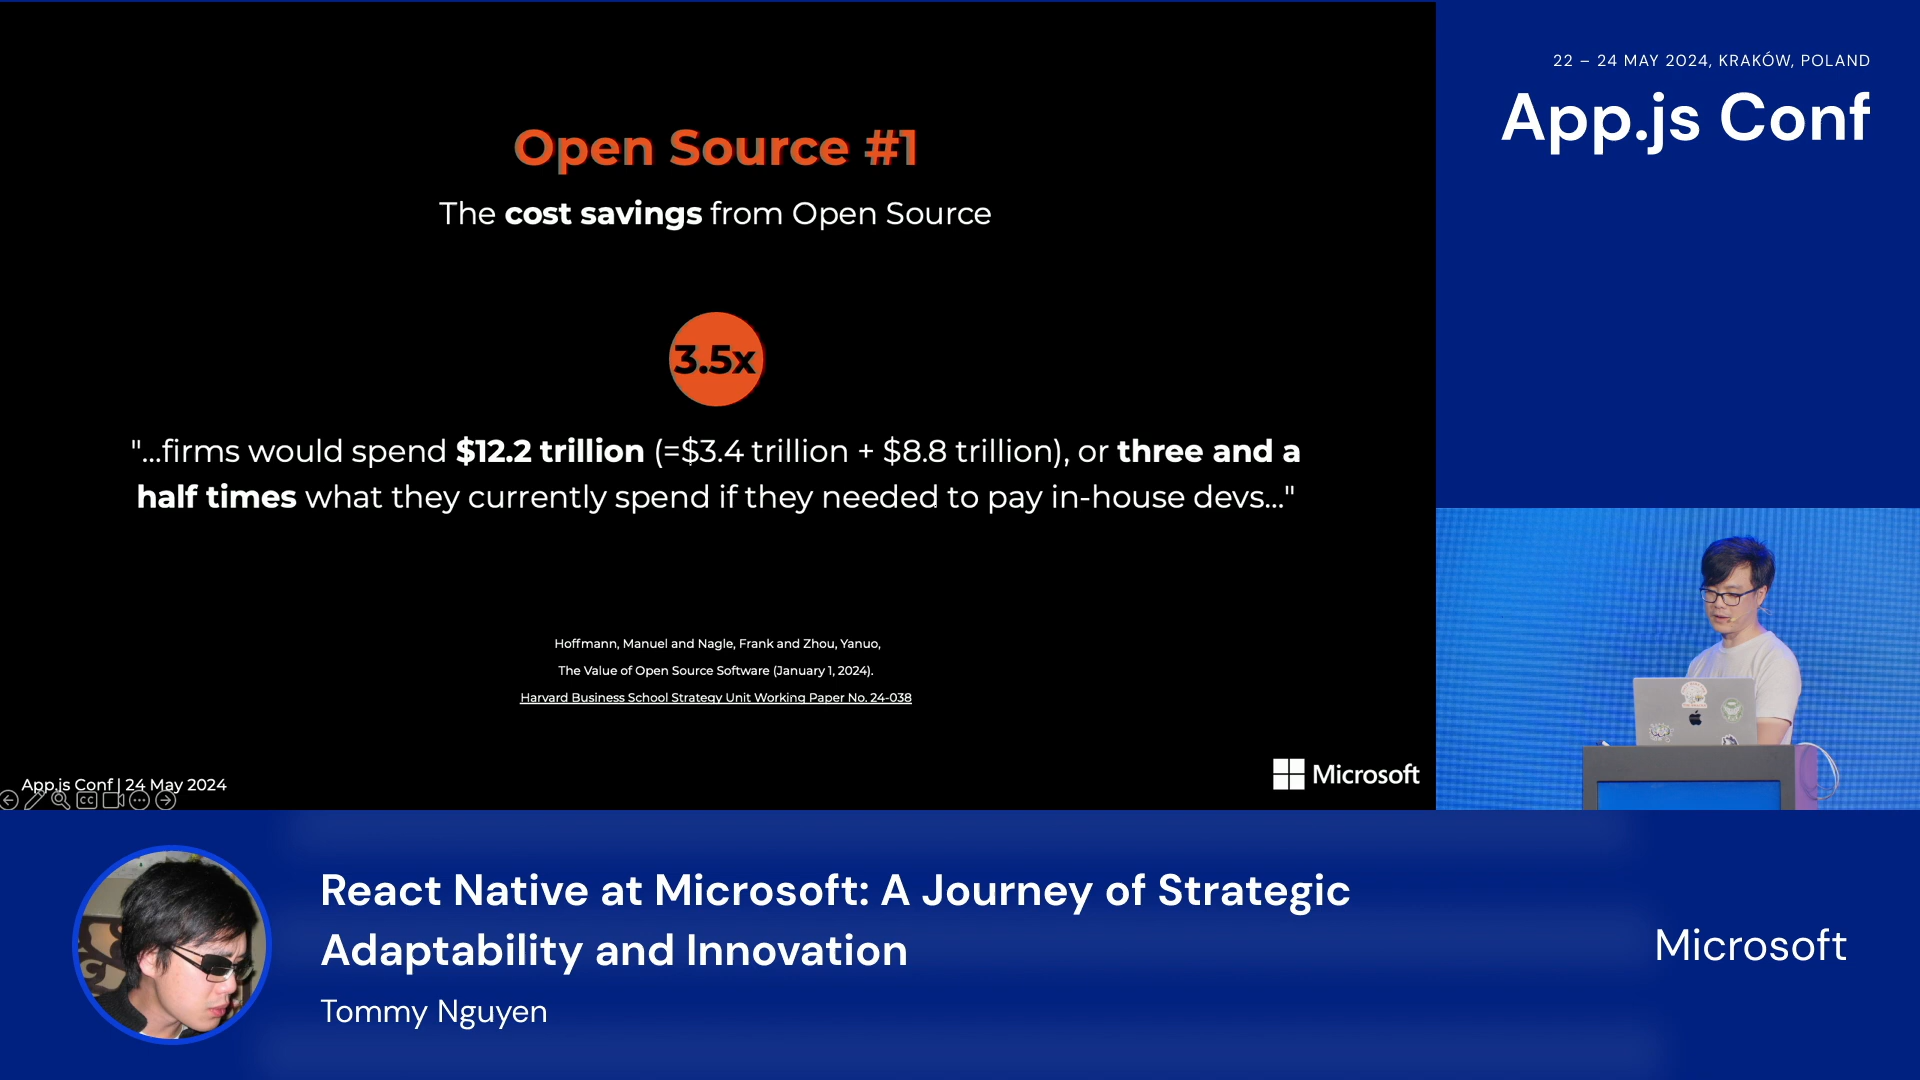 Open Source #1
The cost savings from Open Source
3.5x
"...firms would spend $12.2 trillion (=$3.4 trillion + $8.8 trillion), or three and a
half times what they currently spend if they needed to pay in-house devs..."
Hoffmann, Manuel and Nagle, Frank and Zhou, Yanuo,
The Value of Open Source Software (January 1, 2024).
Harvard Business School Strategy Unit Working Paper No. 24-038
App.js Conf | 24 May 2024
CC
Microsoft
22 – 24 MAY 2024, KRAKÓW, POLAND
App.js Conf
React Native at Microsoft: A Journey of Strategic
Adaptability and Innovation
Tommy Nguyen
Microsoft